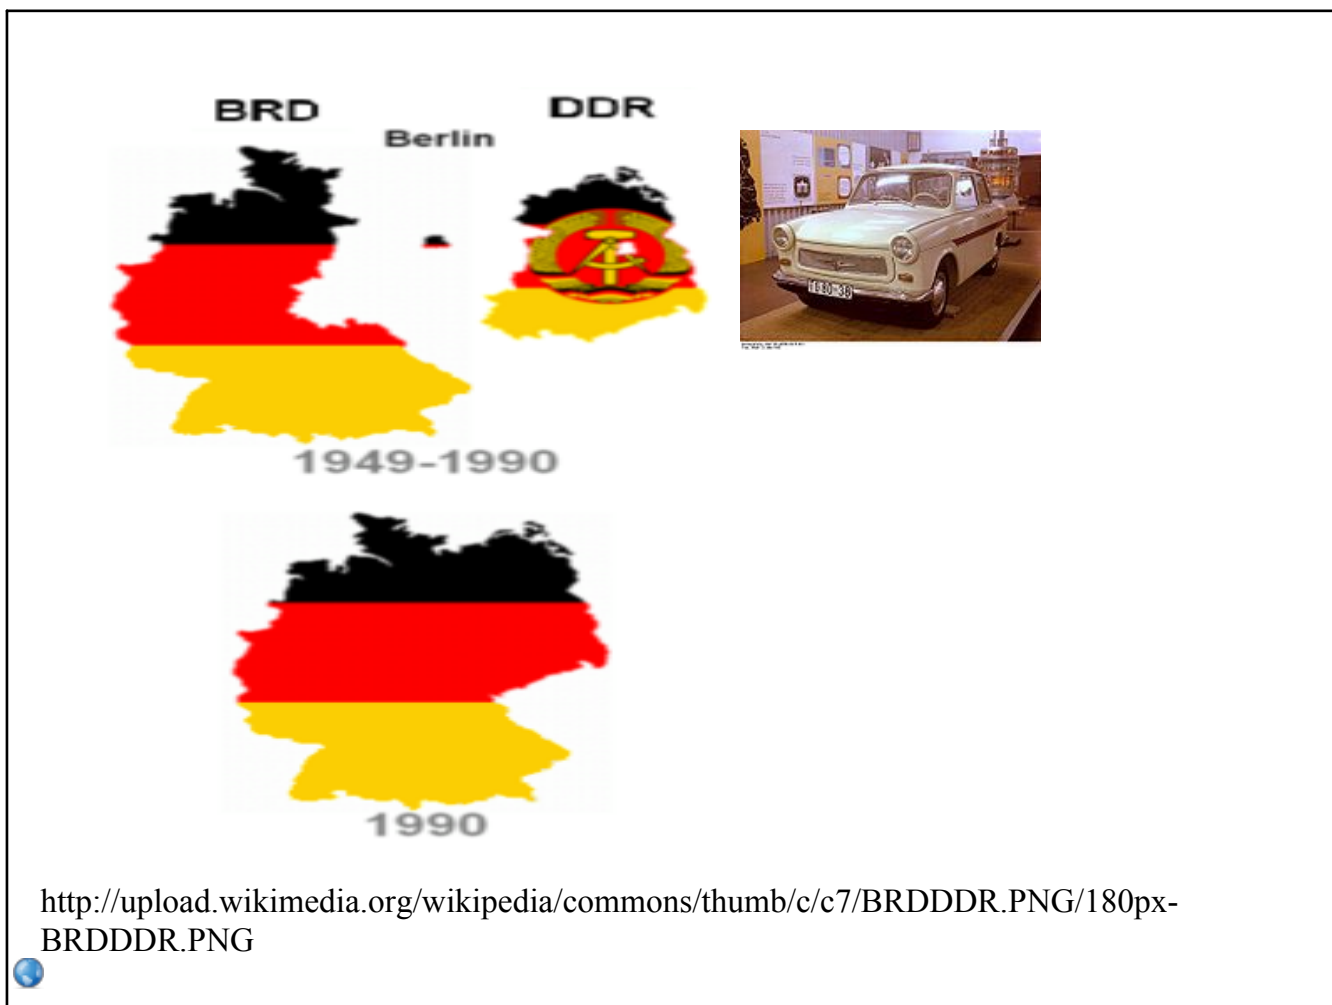 BRD
DDR
Berlin
1949-1990
1990
http://upload.wikimedia.org/wikipedia/commons/thumb/c/c7/BRDDDR.PNG/180px-
BRDDDR.PNG